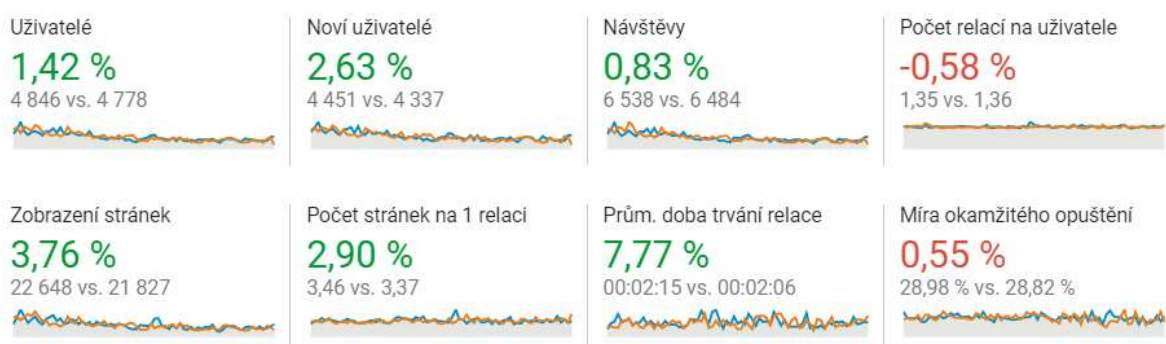 Uživatelé
1,42 %
4 846 vs. 4 778
Noví uživatelé
2,63 %
4 451 vs. 4 337
Návštěvy
0,83 %
6 538 vs. 6 484
Počet relací na uživatele
-0,58 %
1,35 vs. 1,36
Zobrazení stránek
3,76 %
22 648 vs. 21 827
Počet stránek na 1 relaci
2,90 %
3,46 vs. 3,37
Prům. doba trvání relace
7,77 %
00:02:15 vs. 00:02:06
Míra okamžitého opuštění
0,55 %
28,98 % vs. 28,82 %